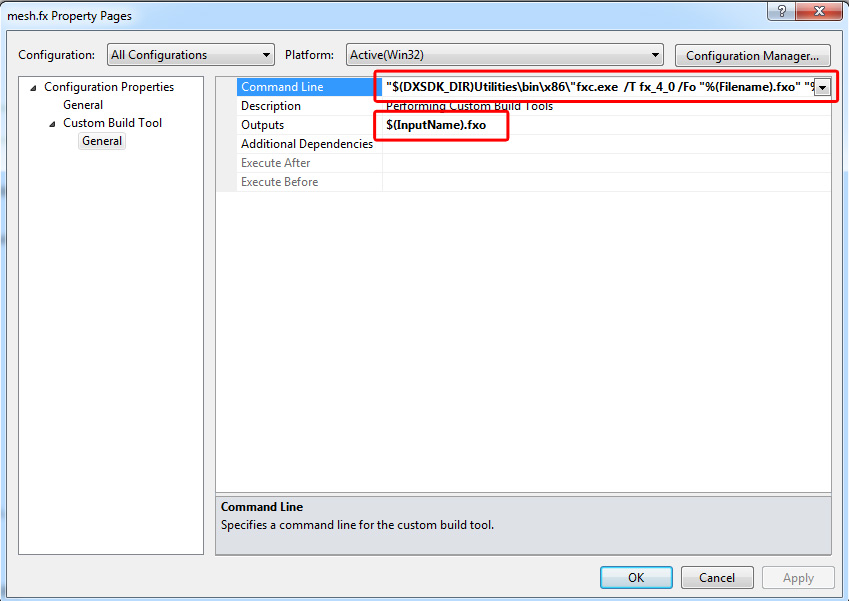 mesh.fx Property Pages
Configuration: All Configurations Platform: Active(Win32) Configuration Manager...
Configuration Properties
General
Custom Build Tool
General
Command Line "$(DXSDK_DIR)Utilities\bin\x86\"fxc.exe /T fx_4_0 /Fo "%(Filename).fxo" "%
Description Performing Custom Build Tools
Outputs $(InputName).fxo
Additional Dependencies
Execute After
Execute Before
Command Line
Specifies a command line for the custom build tool.
OK Cancel Apply